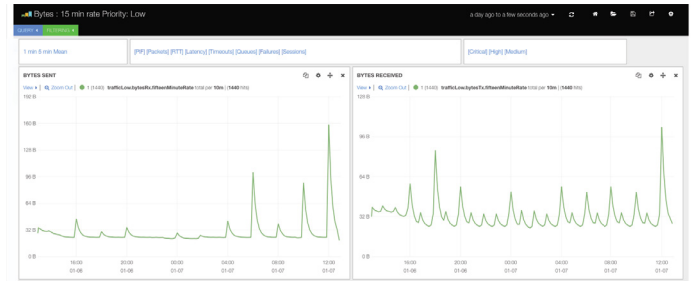 Bytes : 15 min rate Priority: Low
a day ago to a few seconds ago
QUERY
FILTERING
1 min 5 min Mean
[PIF] [Packets] [RTT] [Latency] [Timeouts] [Queues] [Failures] [Sessions]
[Critical] [High] [Medium]
BYTES SENT
View | Zoom Out | 1 (1440) trafficLow.bytesRx.fifteenMinuteRate total per 10m | (1440 hits)
192 B
160 B
128 B
96 B
64 B
32 B
0 B
16:00 20:00 00:00 04:00 08:00 12:00
01-06 01-06 01-07 01-07 01-07 01-07
BYTES RECEIVED
View | Zoom Out | 1 (1440) trafficLow.bytesTx.fifteenMinuteRate total per 10m | (1440 hits)
128 B
96 B
64 B
32 B
0 B
16:00 20:00 00:00 04:00 08:00 12:00
01-06 01-06 01-07 01-07 01-07 01-07